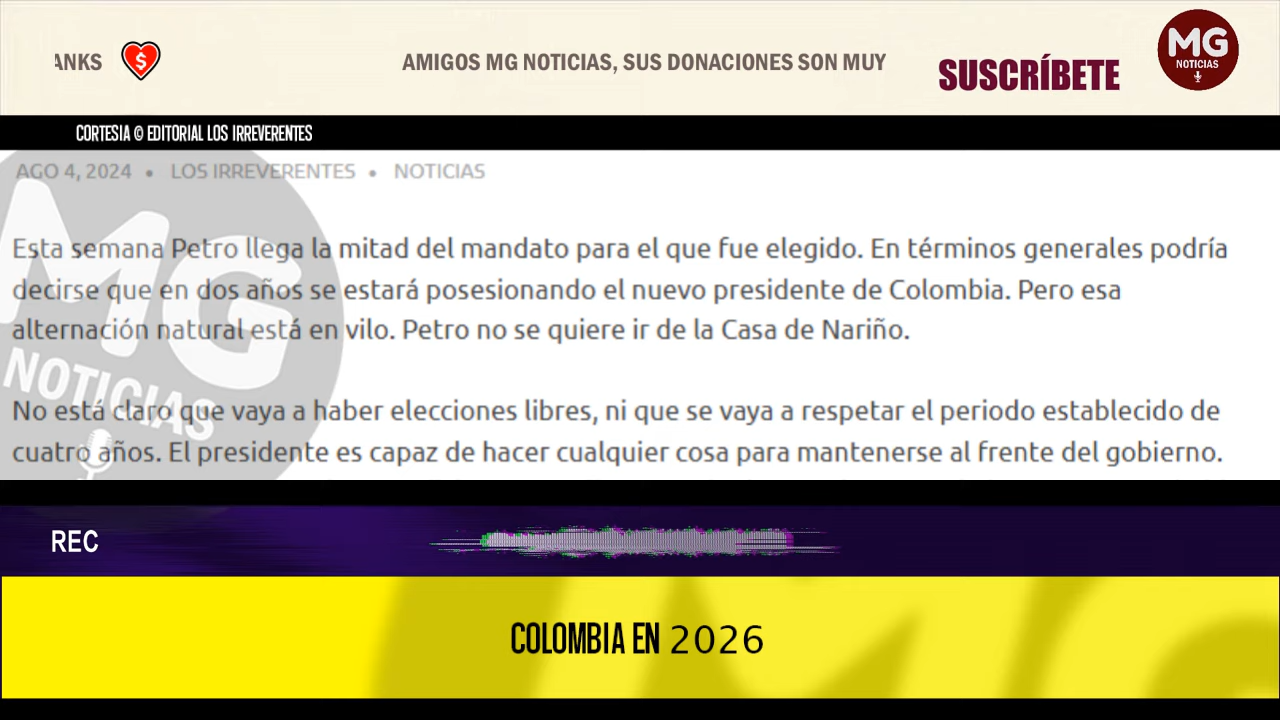 ANKS
AMIGOS MG NOTICIAS, SUS DONACIONES SON MUY
SUSCRÍBETE
MG
NOTICIAS
CORTESIA © EDITORIAL LOS IRREVERENTES
AGO 4, 2024 • LOS IRREVERENTES • NOTICIAS
Esta semana Petro llega la mitad del mandato para el que fue elegido. En términos generales podría
decirse que en dos años se estará posesionando el nuevo presidente de Colombia. Pero esa
alternación natural está en vilo. Petro no se quiere ir de la Casa de Nariño.
No está claro que vaya a haber elecciones libres, ni que se vaya a respetar el periodo establecido de
cuatro años. El presidente es capaz de hacer cualquier cosa para mantenerse al frente del gobierno.
MG
NOTICIAS
REC
COLOMBIA EN 2026